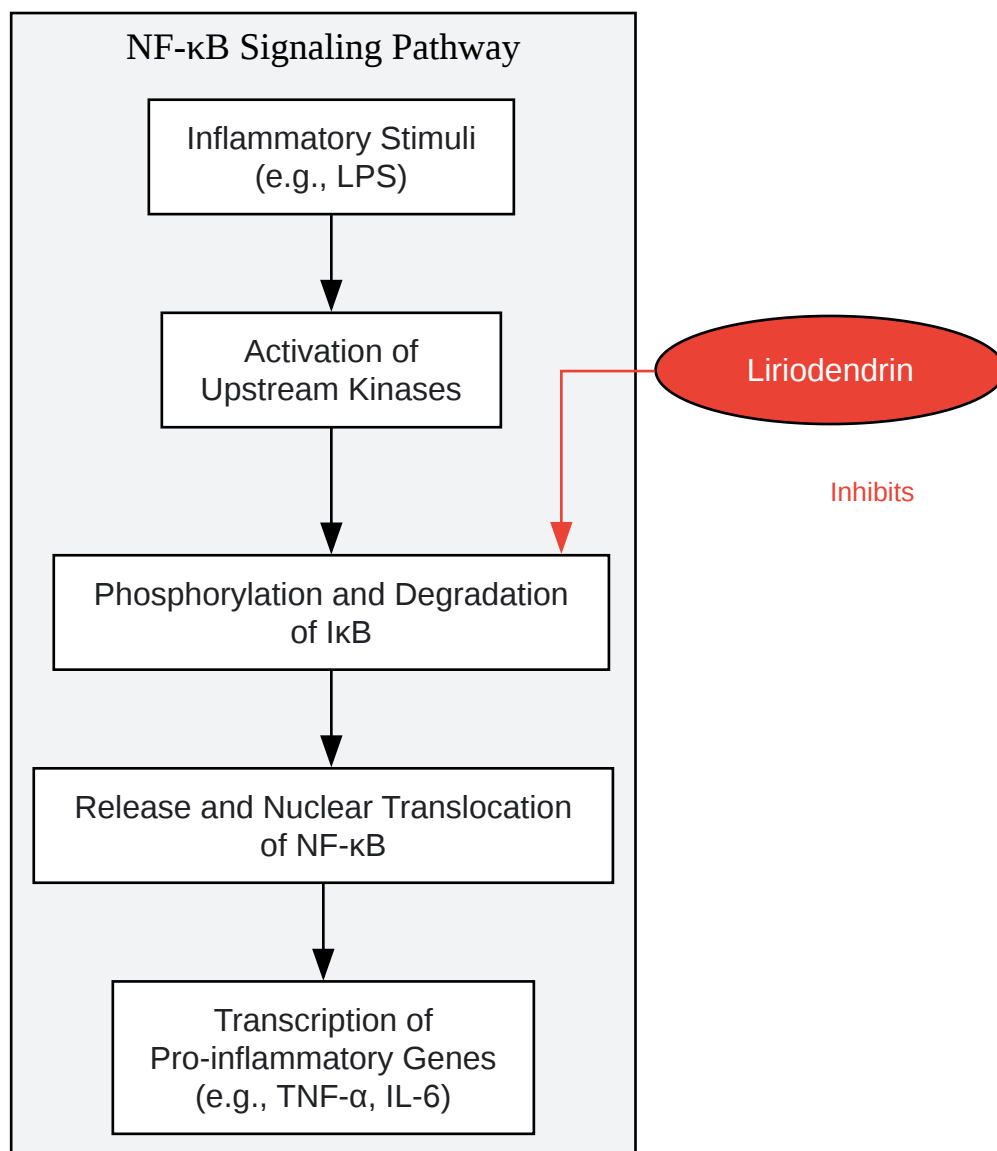 NF-κB Signaling Pathway
Inflammatory Stimuli
(e.g., LPS)
Activation of
Upstream Kinases
Liriodendrin
Inhibits
Phosphorylation and Degradation
of IκB
Release and Nuclear Translocation
of NF-κB
Transcription of
Pro-inflammatory Genes
(e.g., TNF-α, IL-6)